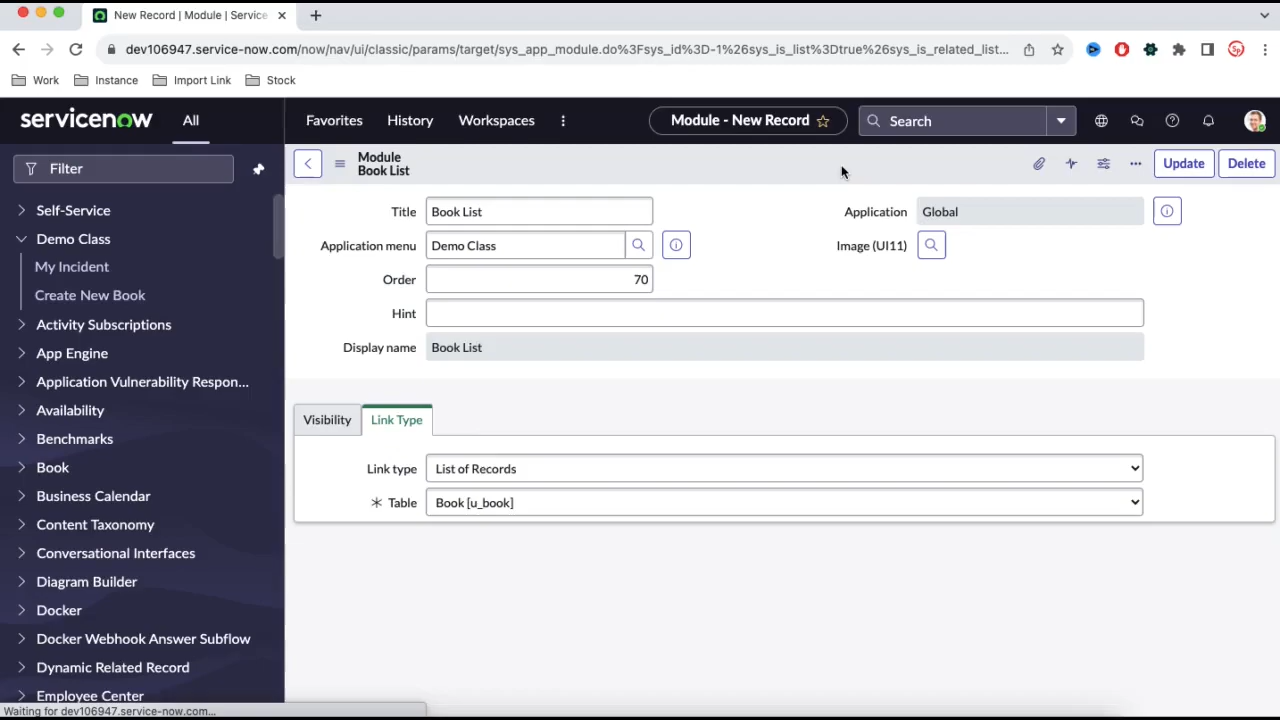 New Record | Module | Service
dev106947.service-now.com/now/nav/ui/classic/params/target/sys_app_module.do%3Fsys_id%3D-1%26sys_is_list%3Dtrue%26sys_is_related_list...
Work
Instance
Import Link
Stock
servicenow
All
Favorites
History
Workspaces
Module - New Record
Search
Filter
Module
Book List
Update
Delete
Self-Service
Demo Class
My Incident
Create New Book
Activity Subscriptions
App Engine
Application Vulnerability Respon...
Availability
Benchmarks
Book
Business Calendar
Content Taxonomy
Conversational Interfaces
Diagram Builder
Docker
Docker Webhook Answer Subflow
Dynamic Related Record
Employee Center
Title
Book List
Application
Global
Application menu
Demo Class
Image (UI11)
Order
70
Hint
Display name
Book List
Visibility
Link Type
Link type
List of Records
Table
Book [u_book]
Waiting for dev106947.service-now.com...